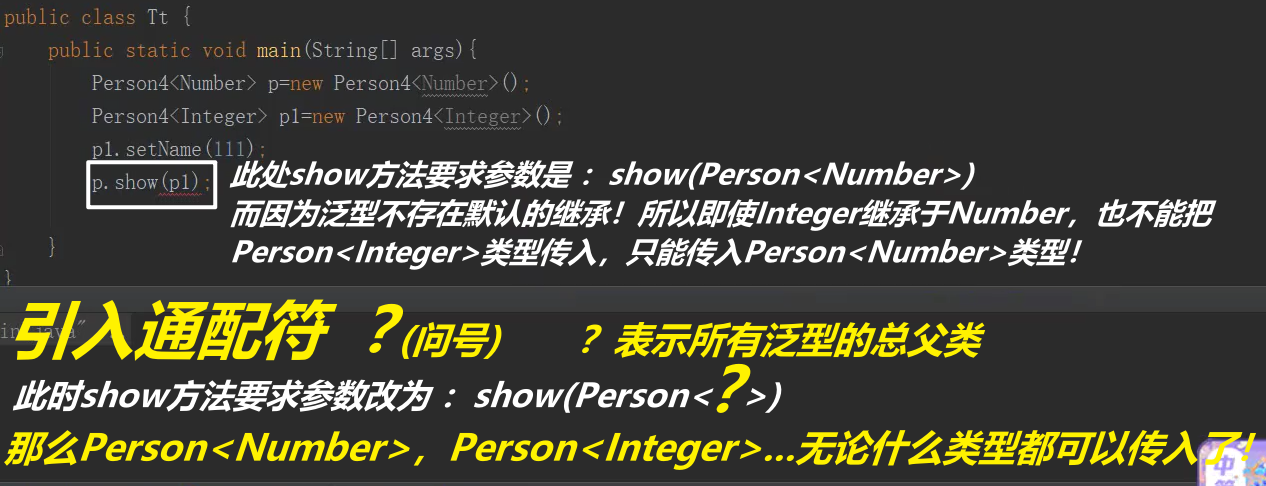 public class Tt {
public static void main(String[] args){
Person4<Number> p=new Person4<Number>();
Person4<Integer> p1=new Person4<Integer>();
p1.setName(111);
p.show(p1);
此处show方法要求参数是：show(Person<Number>)
而因为泛型不存在默认的继承！所以即使Integer继承于Number，也不能把
Person<Integer>类型传入，只能传入Person<Number>类型！
}
}
引入通配符 ？(问号) ？表示所有泛型的总父类
此时show方法要求参数改为：show(Person<？>)
那么Person<Number>，Person<Integer>...无论什么类型都可以传入了！
中